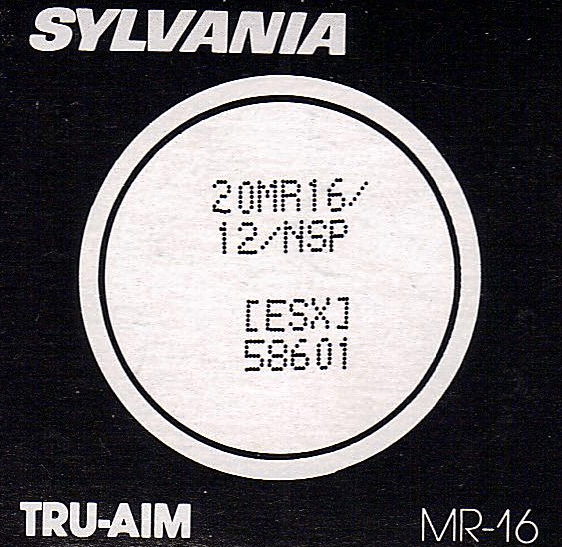 SYLVANIA
20MR16/
12/NSP
[ESX]
58601
TRU-AIM MR-16